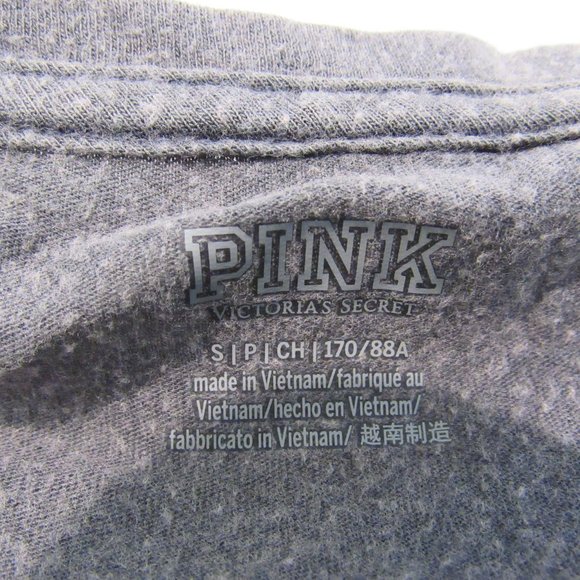 PINK
VICTORIA'S SECRET
S | P | CH | 170/88A
made in Vietnam/fabriqué au
Vietnam/hecho en Vietnam/
fabbricato in Vietnam/ 越南制造